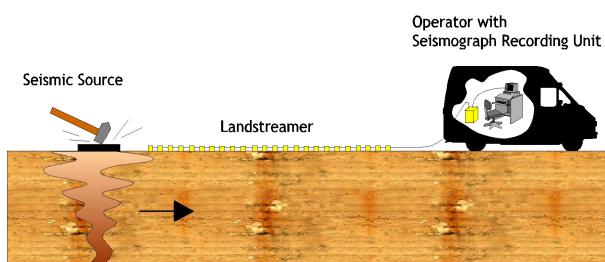 Operator with
Seismograph Recording Unit
Seismic Source
Landstreamer